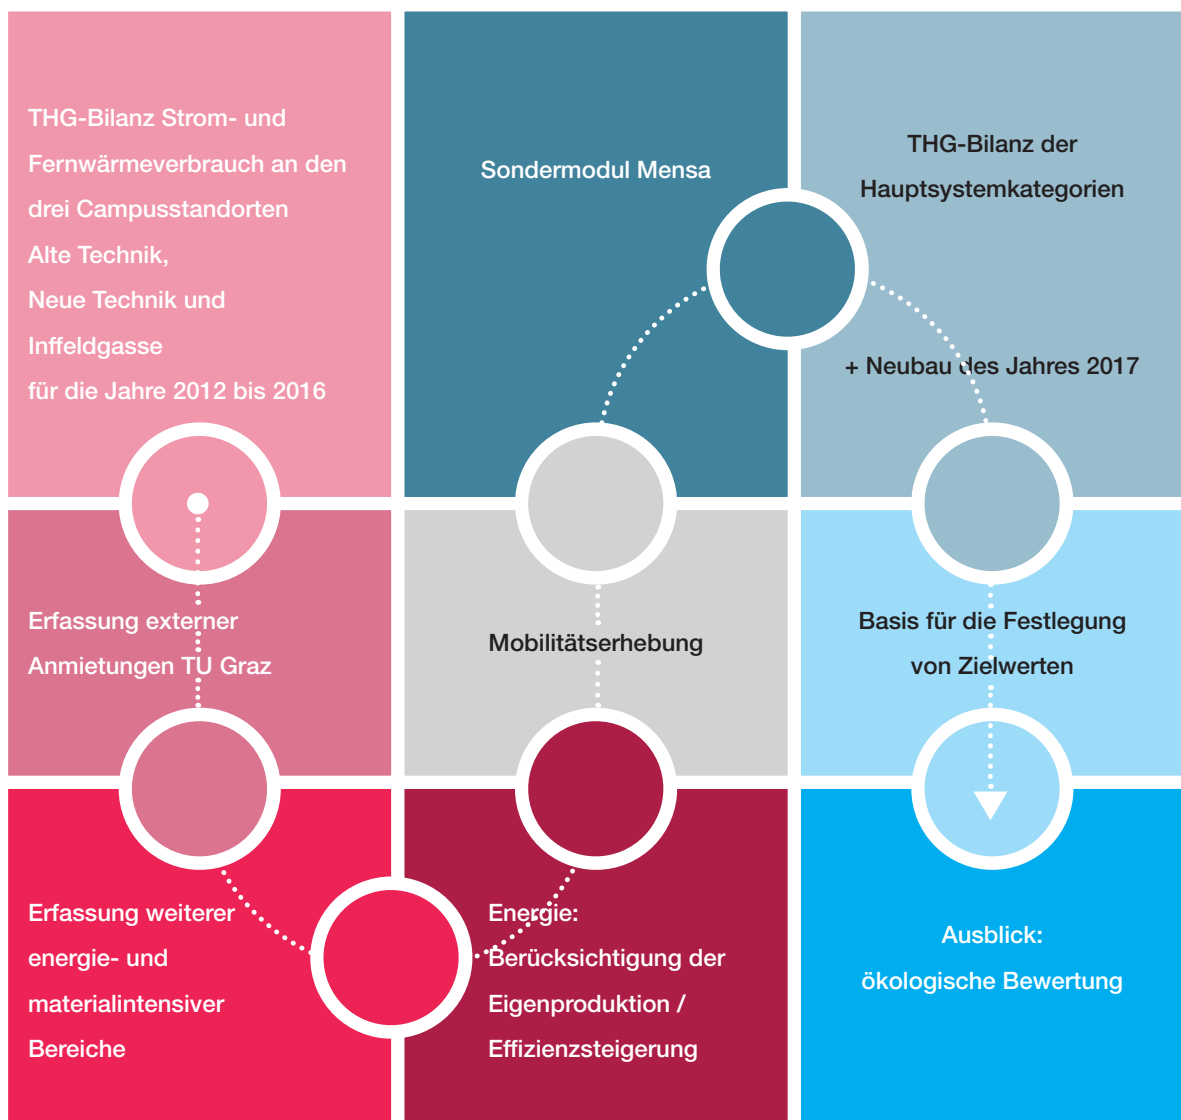 THG-Bilanz Strom- und
Fernwärmeverbrauch an den
drei Campusstandorten
Alte Technik,
Neue Technik und
Inffeldgasse
für die Jahre 2012 bis 2016
Erfassung externer
Anmietungen TU Graz
Erfassung weiterer
energie- und
materialintensiver
Bereiche
Energie:
Berücksichtigung der
Eigenproduktion /
Effizienzsteigerung
Mobilitätserhebung
Sondermodul Mensa
THG-Bilanz der
Hauptsystemkategorien
+ Neubau des Jahres 2017
Basis für die Festlegung
von Zielwerten
Ausblick:
ökologische Bewertung